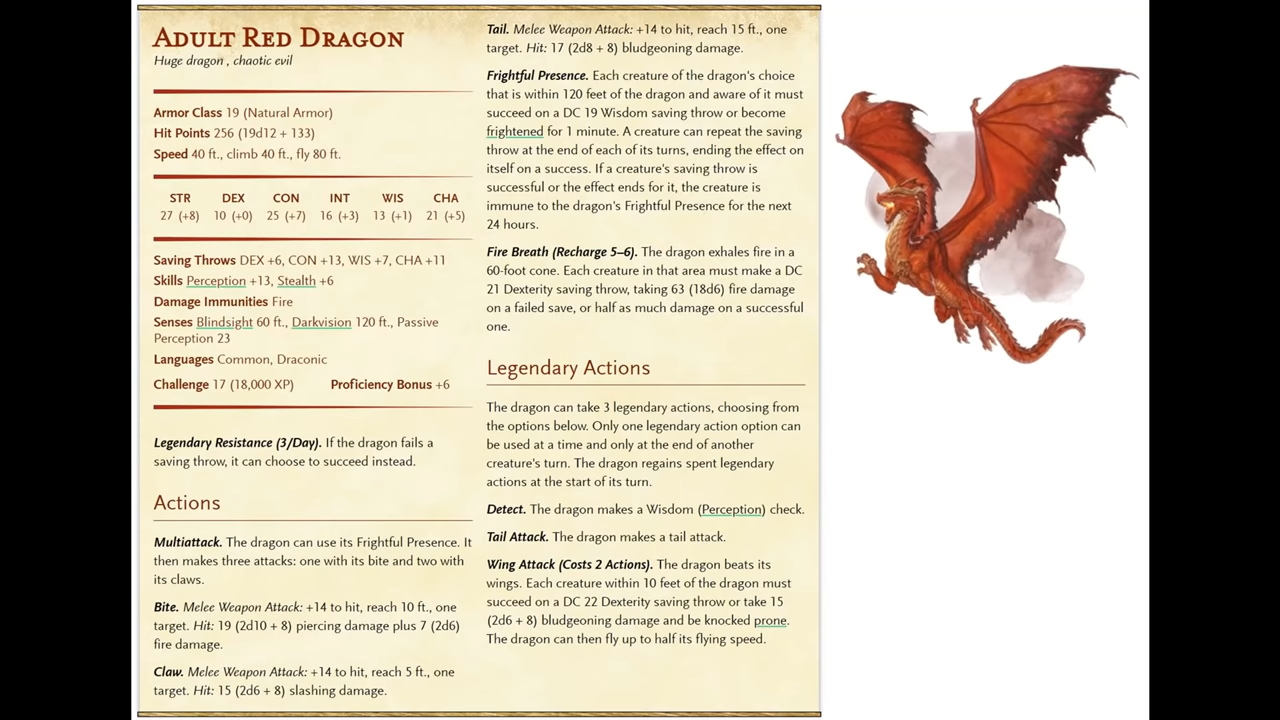 Adult Red Dragon
Huge dragon , chaotic evil
Armor Class 19 (Natural Armor)
Hit Points 256 (19d12 + 133)
Speed 40 ft., climb 40 ft., fly 80 ft.
STR DEX CON INT WIS CHA
27 (+8) 10 (+0) 25 (+7) 16 (+3) 13 (+1) 21 (+5)
Saving Throws DEX +6, CON +13, WIS +7, CHA +11
Skills Perception +13, Stealth +6
Damage Immunities Fire
Senses Blindsight 60 ft., Darkvision 120 ft., Passive
Perception 23
Languages Common, Draconic
Challenge 17 (18,000 XP) Proficiency Bonus +6
Legendary Resistance (3/Day). If the dragon fails a
saving throw, it can choose to succeed instead.
Actions
Multiattack. The dragon can use its Frightful Presence. It
then makes three attacks: one with its bite and two with
its claws.
Bite. Melee Weapon Attack: +14 to hit, reach 10 ft., one
target. Hit: 19 (2d10 + 8) piercing damage plus 7 (2d6)
fire damage.
Claw. Melee Weapon Attack: +14 to hit, reach 5 ft., one
target. Hit: 15 (2d6 + 8) slashing damage.
Tail. Melee Weapon Attack: +14 to hit, reach 15 ft., one
target. Hit: 17 (2d8 + 8) bludgeoning damage.
Frightful Presence. Each creature of the dragon's choice
that is within 120 feet of the dragon and aware of it must
succeed on a DC 19 Wisdom saving throw or become
frightened for 1 minute. A creature can repeat the saving
throw at the end of each of its turns, ending the effect on
itself on a success. If a creature's saving throw is
successful or the effect ends for it, the creature is
immune to the dragon's Frightful Presence for the next
24 hours.
Fire Breath (Recharge 5–6). The dragon exhales fire in a
60-foot cone. Each creature in that area must make a DC
21 Dexterity saving throw, taking 63 (18d6) fire damage
on a failed save, or half as much damage on a successful
one.
Legendary Actions
The dragon can take 3 legendary actions, choosing from
the options below. Only one legendary action option can
be used at a time and only at the end of another
creature's turn. The dragon regains spent legendary
actions at the start of its turn.
Detect. The dragon makes a Wisdom (Perception) check.
Tail Attack. The dragon makes a tail attack.
Wing Attack (Costs 2 Actions). The dragon beats its
wings. Each creature within 10 feet of the dragon must
succeed on a DC 22 Dexterity saving throw or take 15
(2d6 + 8) bludgeoning damage and be knocked prone.
The dragon can then fly up to half its flying speed.